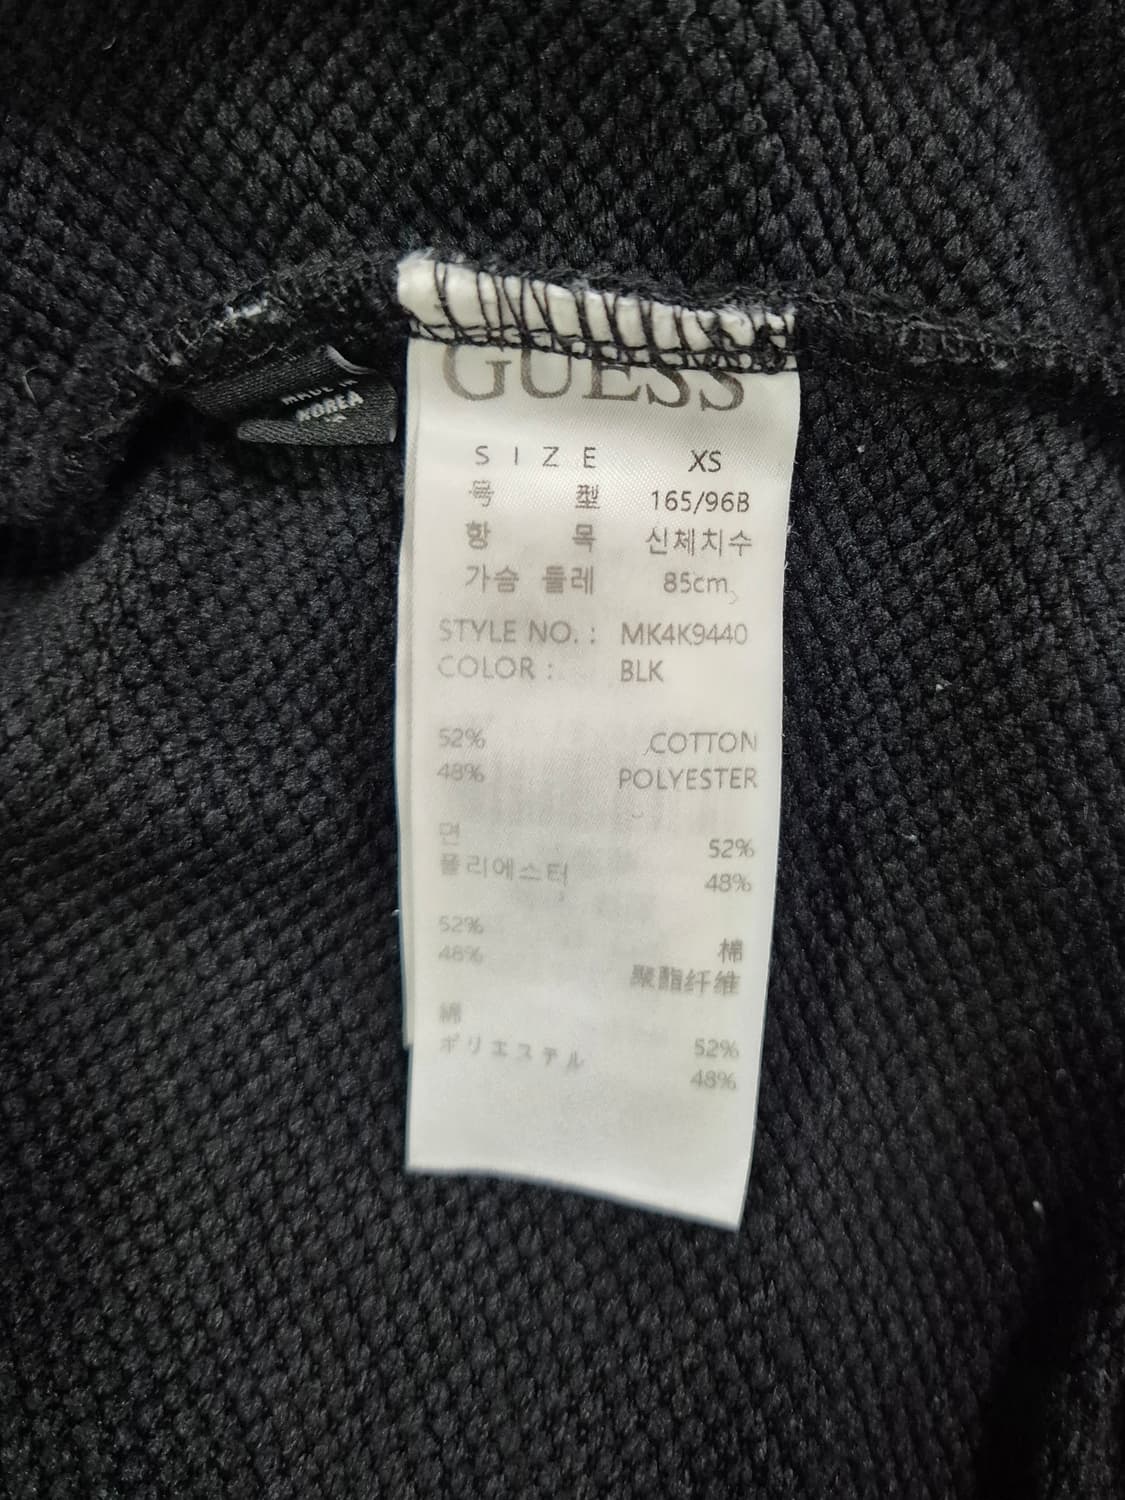 MADE IN
KOREA
GUESS
SIZE XS
号型 165/96B
항목 신체치수
가슴 둘레 85cm
STYLE NO. : MK4K9440
COLOR : BLK
52% COTTON
48% POLYESTER
면 52%
폴리에스터 48%
52% 棉
48% 聚酯纤维
綿 52%
ポリエステル 48%